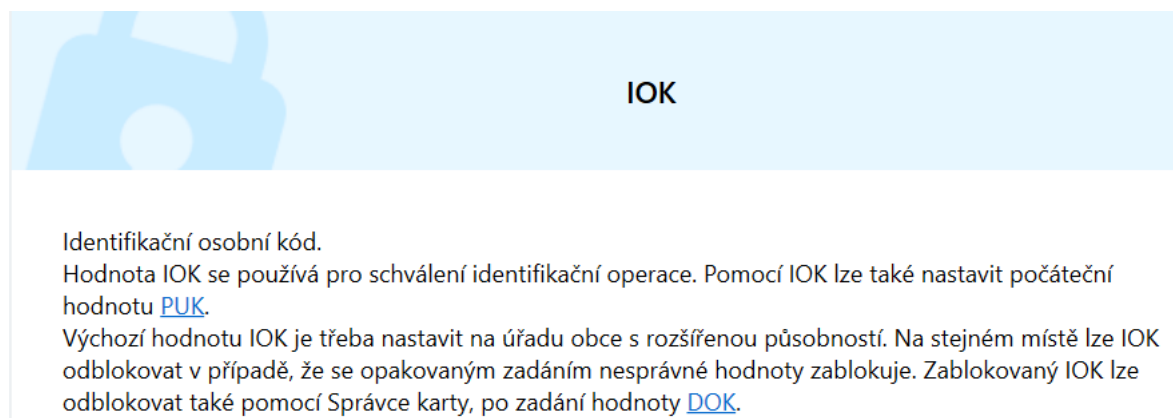 IOK
Identifikační osobní kód.
Hodnota IOK se používá pro schválení identifikační operace. Pomocí IOK lze také nastavit počáteční
hodnotu PUK.
Výchozí hodnotu IOK je třeba nastavit na úřadu obce s rozšířenou působností. Na stejném místě lze IOK
odblokovat v případě, že se opakovaným zadáním nesprávné hodnoty zablokuje. Zablokovaný IOK lze
odblokovat také pomocí Správce karty, po zadání hodnoty DOK.